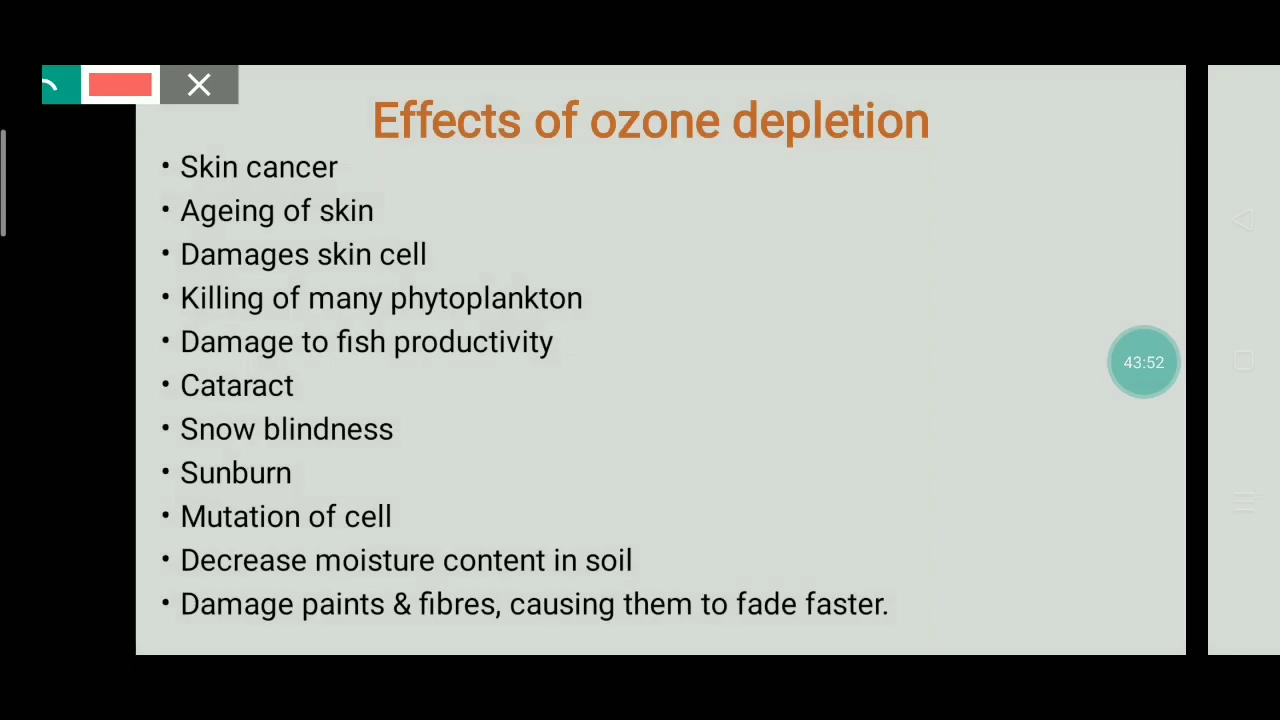 Effects of ozone depletion
• Skin cancer
• Ageing of skin
• Damages skin cell
• Killing of many phytoplankton
• Damage to fish productivity
• Cataract
• Snow blindness
• Sunburn
• Mutation of cell
• Decrease moisture content in soil
• Damage paints & fibres, causing them to fade faster.
43:52